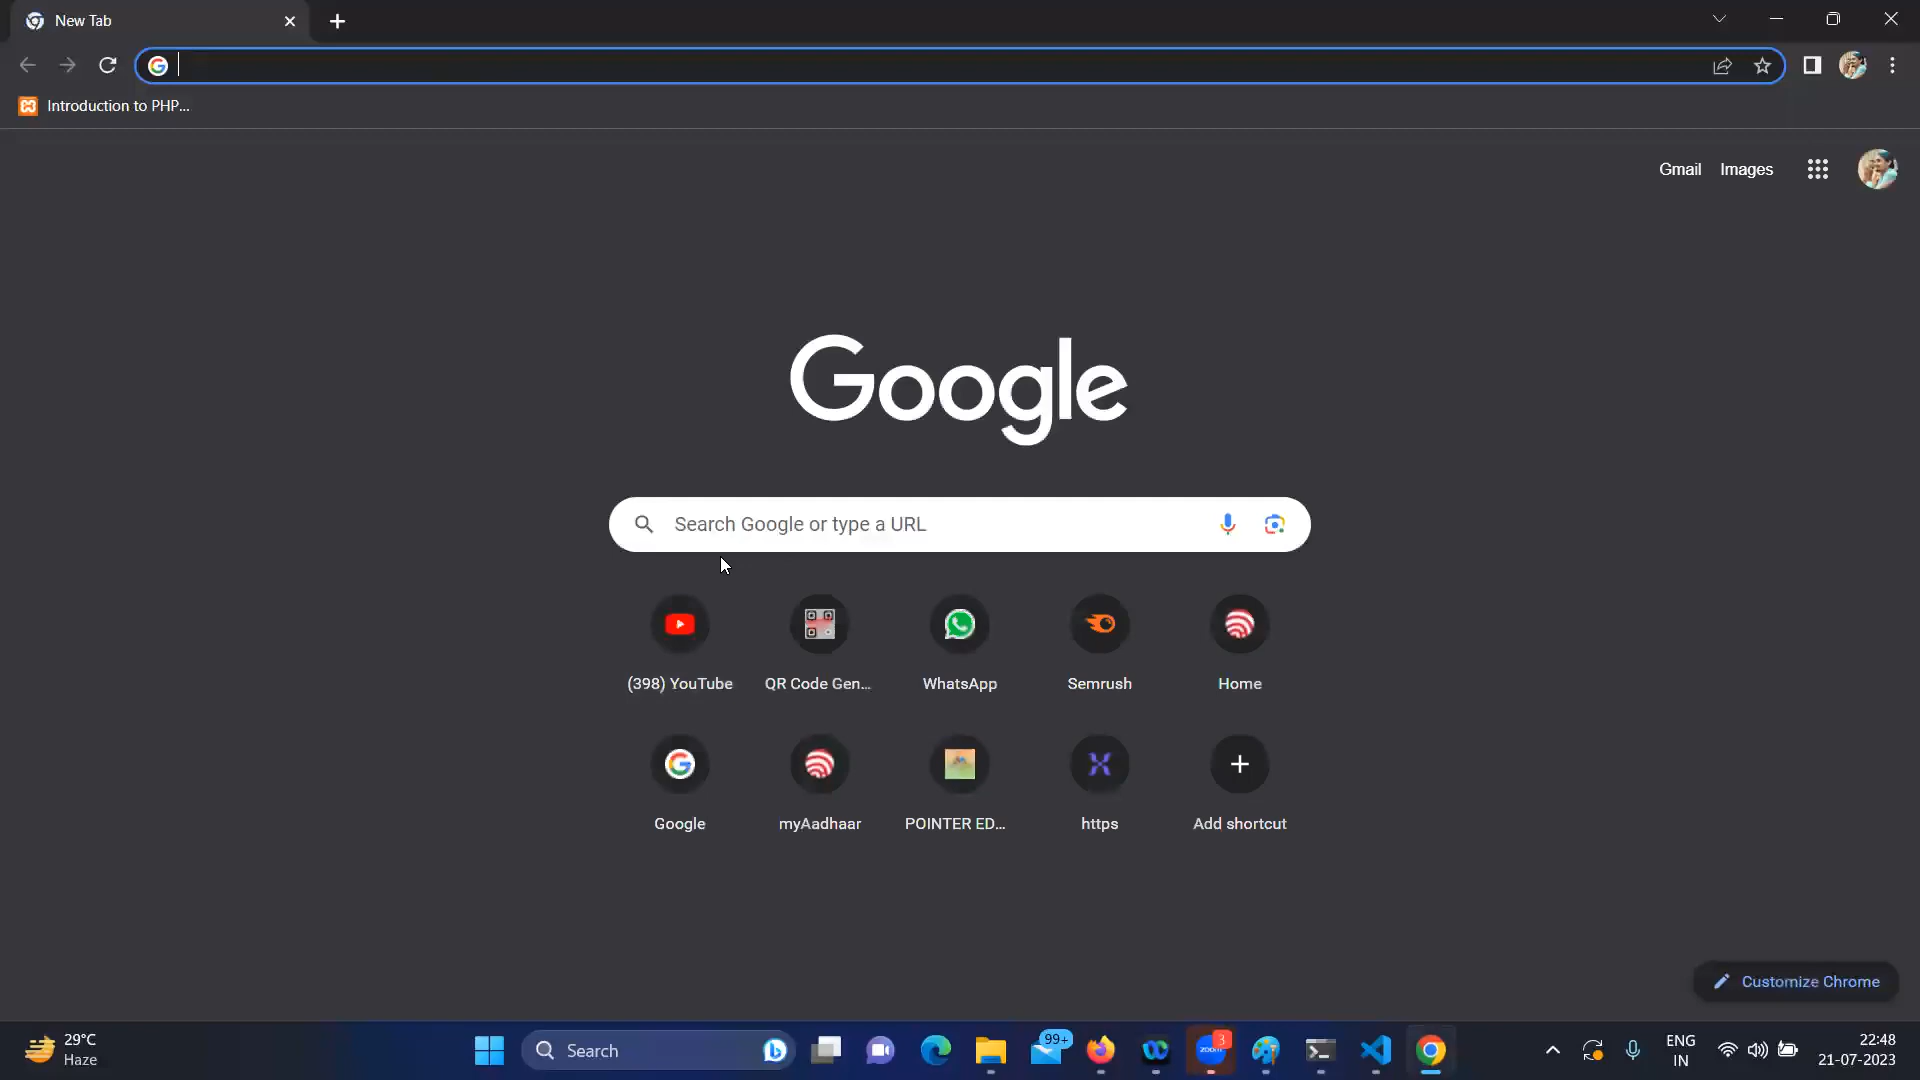 New Tab
Introduction to PHP...
Gmail Images
Google
Search Google or type a URL
(398) YouTube
QR Code Gen...
WhatsApp
Semrush
Home
Google
myAadhaar
POINTER ED...
https
Add shortcut
Customize Chrome
29°C
Haze
Search
99+
zoom
3
ENG
IN
22:48
21-07-2023